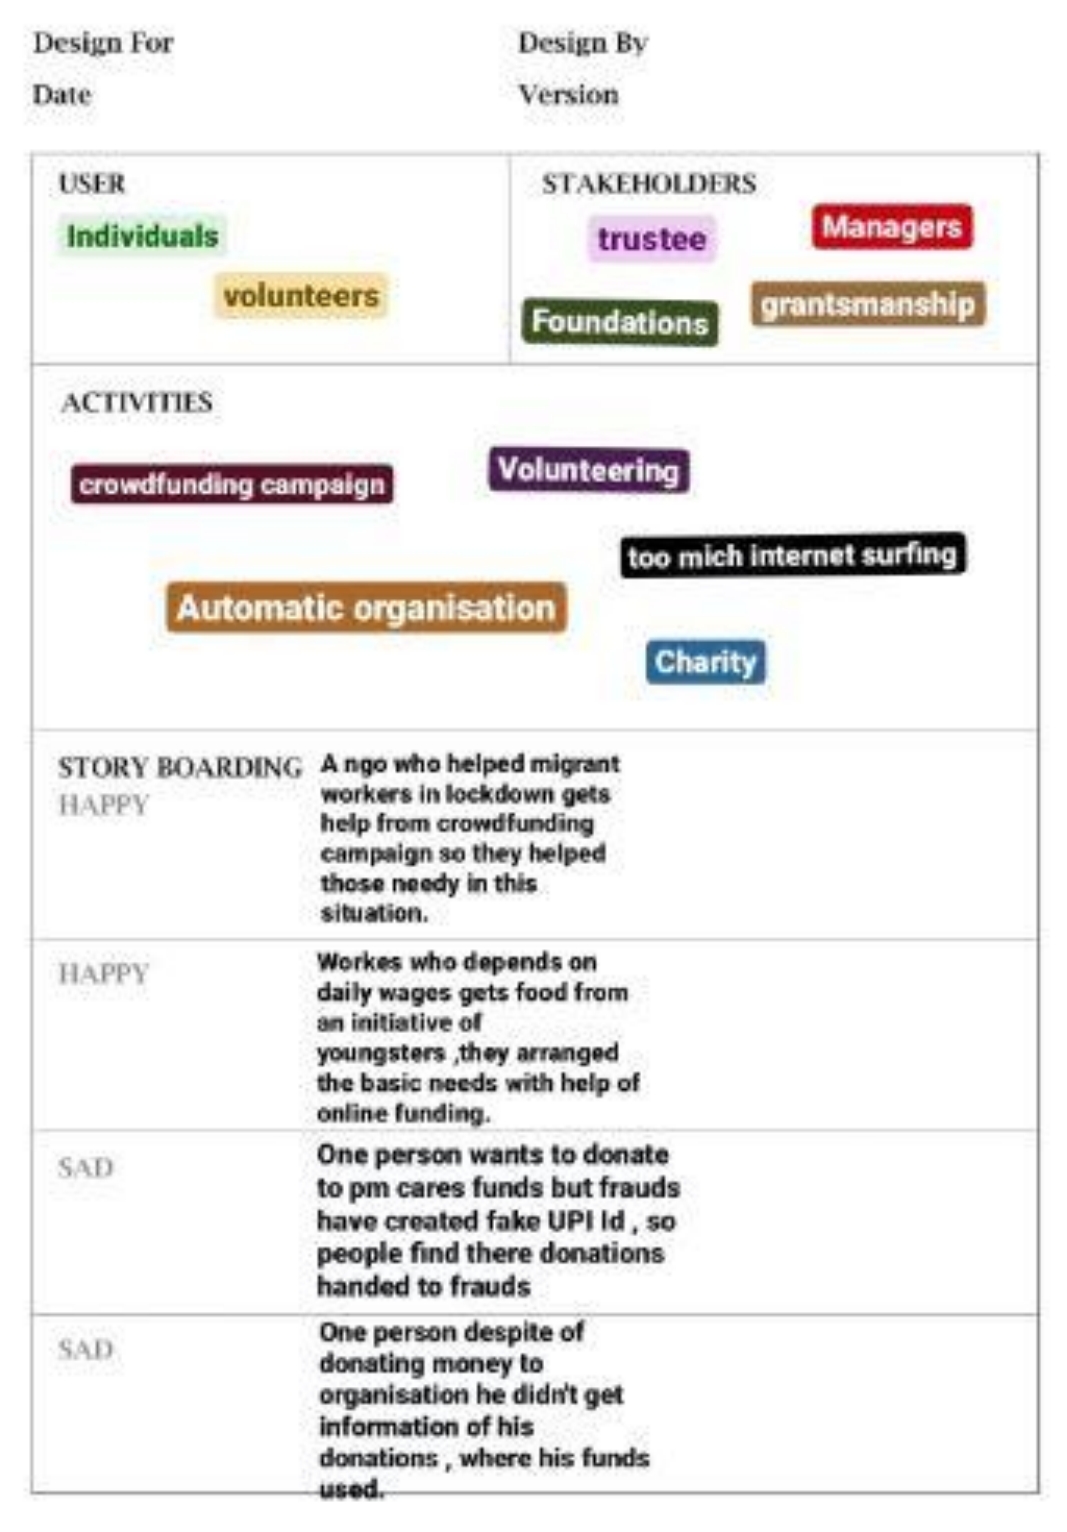 Design For
Design By
Date
Version
USER
Individuals
volunteers
STAKEHOLDERS
trustee
Managers
Foundations
grantsmanship
ACTIVITIES
crowdfunding campaign
Volunteering
too mich internet surfing
Automatic organisation
Charity
STORY BOARDING
HAPPY
A ngo who helped migrant
workers in lockdown gets
help from crowdfunding
campaign so they helped
those needy in this
situation.
HAPPY
Workes who depends on
daily wages gets food from
an initiative of
youngsters ,they arranged
the basic needs with help of
online funding.
SAD
One person wants to donate
to pm cares funds but frauds
have created fake UPI Id , so
people find there donations
handed to frauds
SAD
One person despite of
donating money to
organisation he didn't get
information of his
donations , where his funds
used.